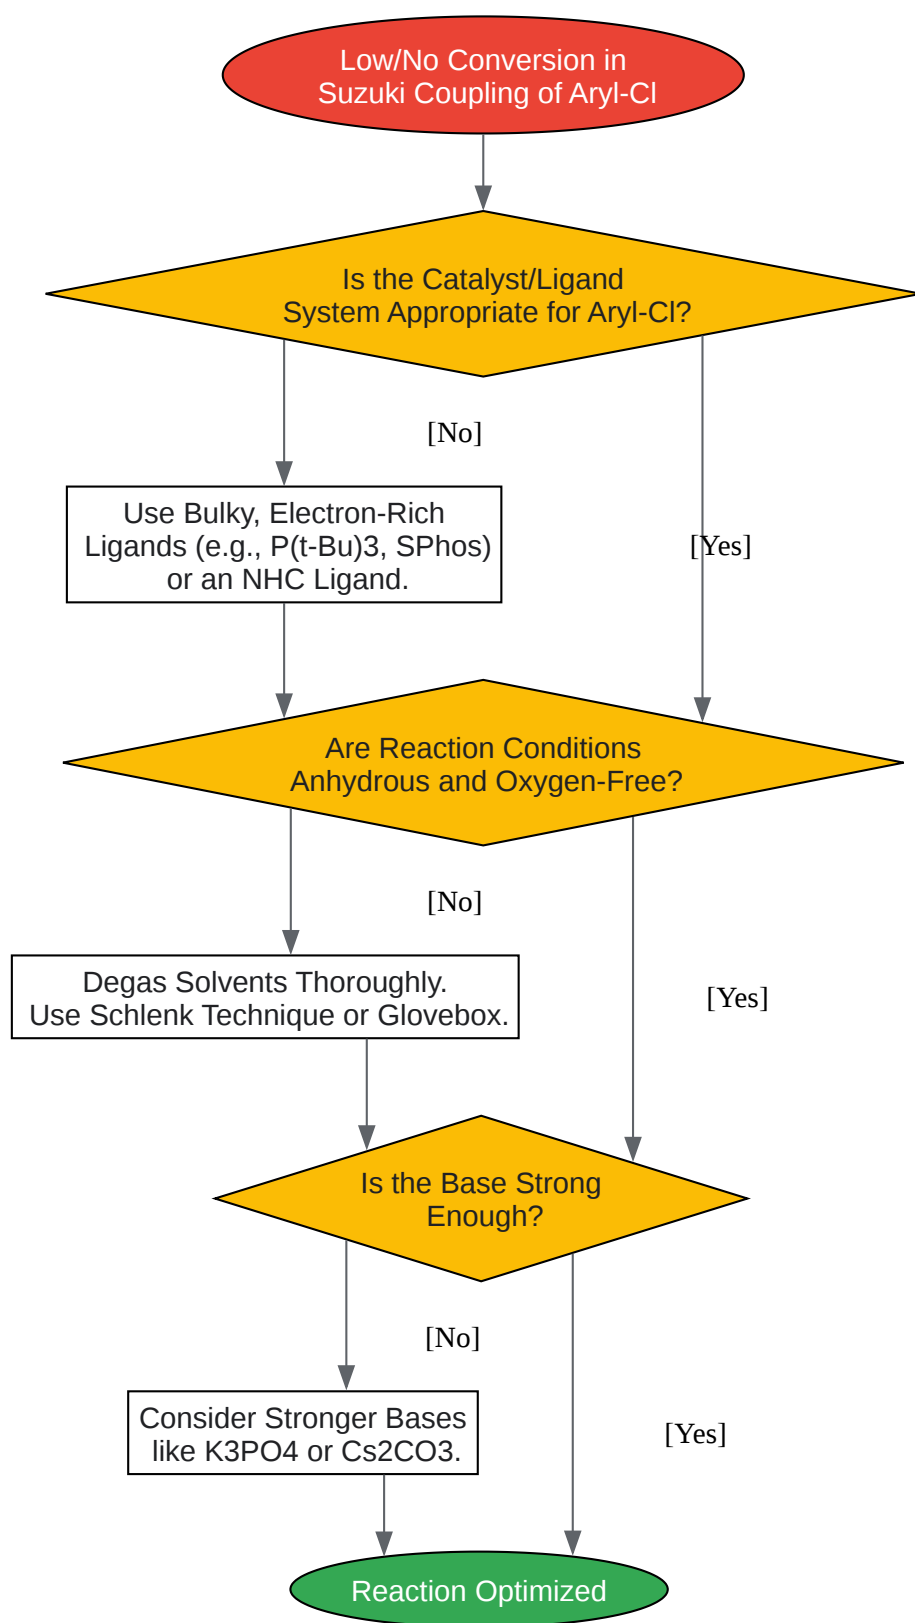 Low/No Conversion in
Suzuki Coupling of Aryl-Cl
Is the Catalyst/Ligand
System Appropriate for Aryl-Cl?
[No]
Use Bulky, Electron-Rich
Ligands (e.g., P(t-Bu)3, SPhos)
or an NHC Ligand.
[Yes]
Are Reaction Conditions
Anhydrous and Oxygen-Free?
[No]
Degas Solvents Thoroughly.
Use Schlenk Technique or Glovebox.
[Yes]
Is the Base Strong
Enough?
[No]
Consider Stronger Bases
like K3PO4 or Cs2CO3.
[Yes]
Reaction Optimized